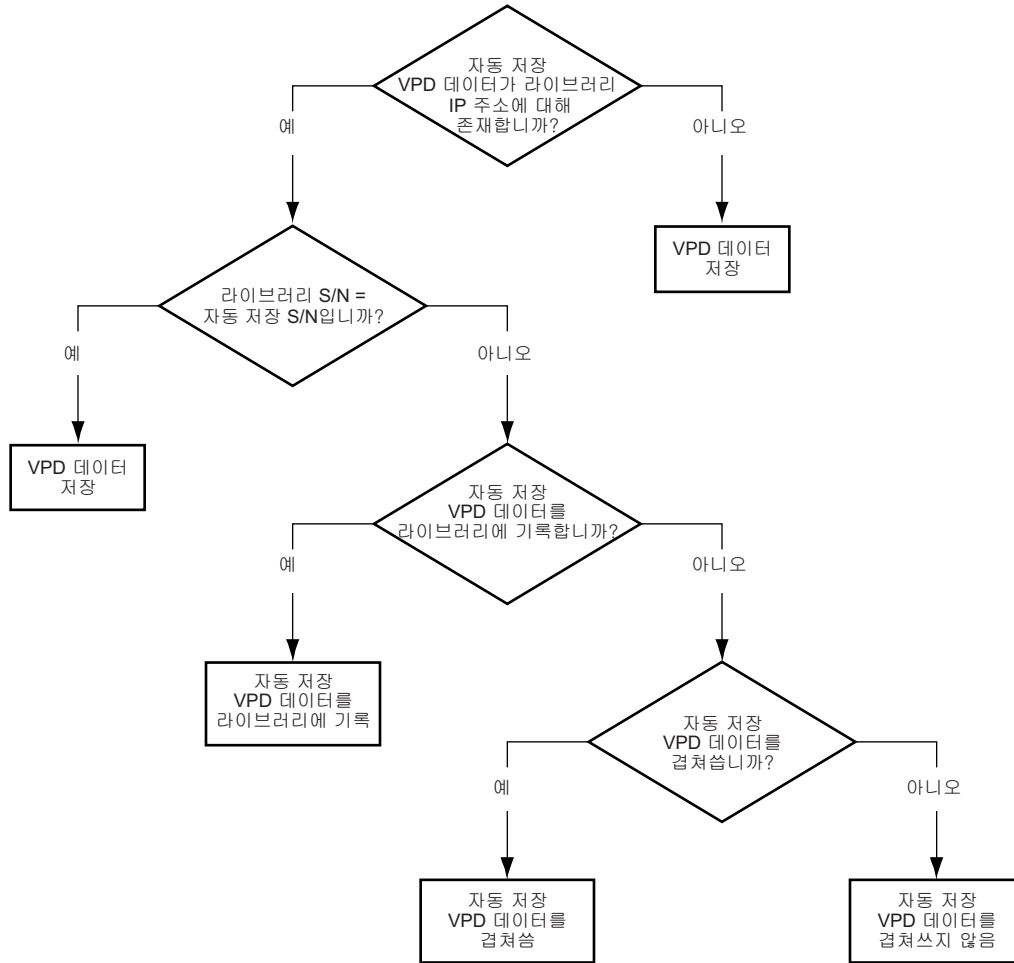 자동 저장
VPD 데이터가 라이브러리
IP 주소에 대해
존재합니까?
예
아니오
VPD 데이터
저장
라이브러리 S/N =
자동 저장 S/N입니까?
예
아니오
VPD 데이터
저장
자동 저장
VPD 데이터를
라이브러리에 기록합니까?
예
아니오
자동 저장
VPD 데이터를
라이브러리에 기록
자동 저장
VPD 데이터를
겹쳐씁니까?
예
아니오
자동 저장
VPD 데이터를
겹쳐씀
자동 저장
VPD 데이터를
겹쳐쓰지 않음